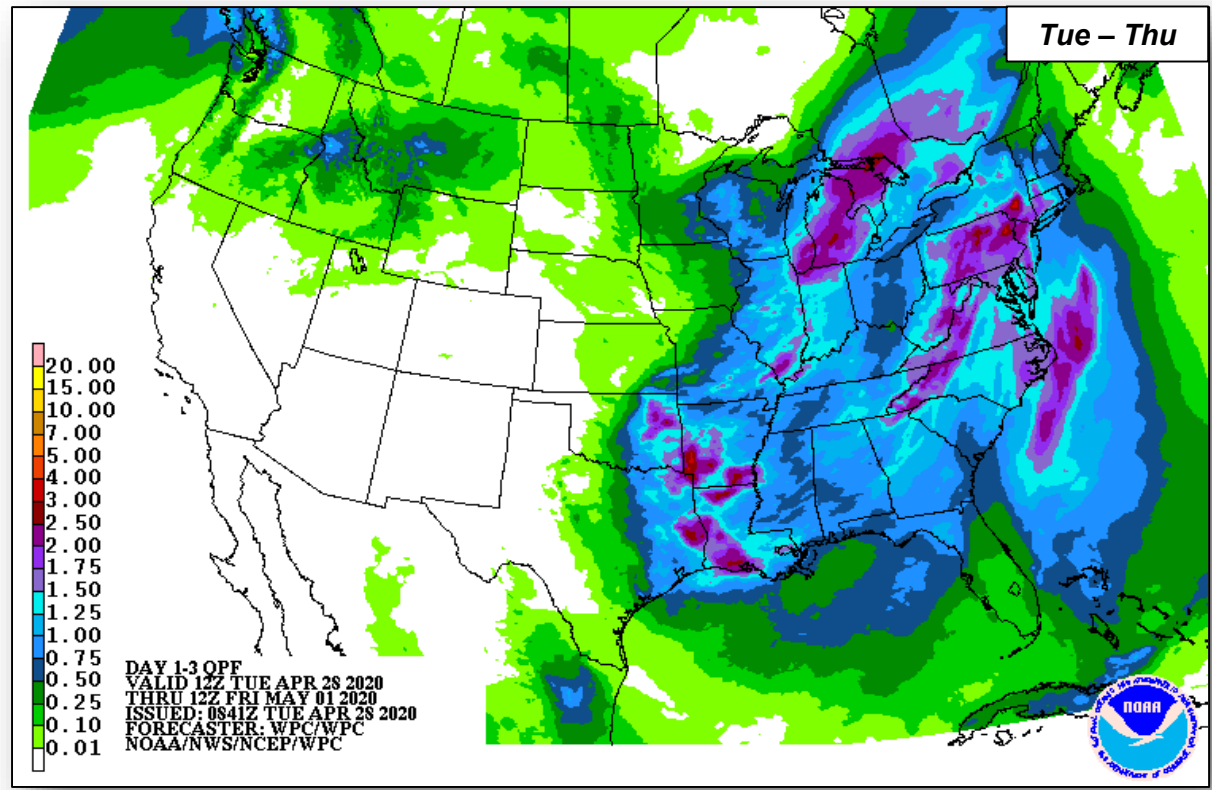 Tue – Thu
20.00
15.00
10.00
7.00
5.00
4.00
3.00
2.50
2.00
1.75
1.50
1.25
1.00
0.75
0.50
0.25
0.10
0.01
DAY 1-3 QPF
VALID 12Z TUE APR 28 2020
THRU 12Z FRI MAY 01 2020
ISSUED: 0841Z TUE APR 28 2020
FORECASTER: WPC/WPC
NOAA/NWS/NCEP/WPC
NOAA